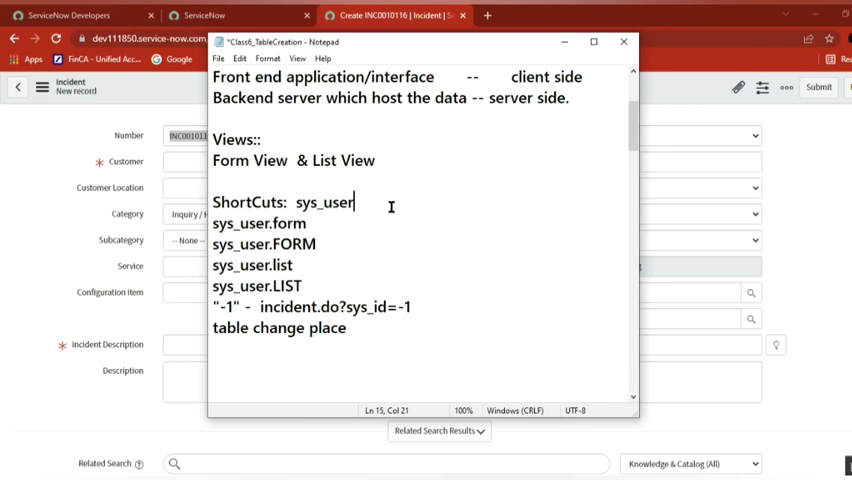 ServiceNow Developers
ServiceNow
Create INC0010116 | Incident | S
dev111850.service-now.com
Apps
FinCA - Unified Acc...
Google
Rea
*Class6_TableCreation - Notepad
File Edit Format View Help
Front end application/interface -- client side
Backend server which host the data -- server side.
Views::
Form View & List View
ShortCuts: sys_user
sys_user.form
sys_user.FORM
sys_user.list
sys_user.LIST
"-1" - incident.do?sys_id=-1
table change place
Ln 15, Col 21 100% Windows (CRLF) UTF-8
Incident
New record
Submit
Number
INC001011
Customer
Customer Location
Category
Inquiry / H
Subcategory
-- None --
Service
Configuration item
Incident Description
Description
Related Search Results
Related Search
Knowledge & Catalog (All)